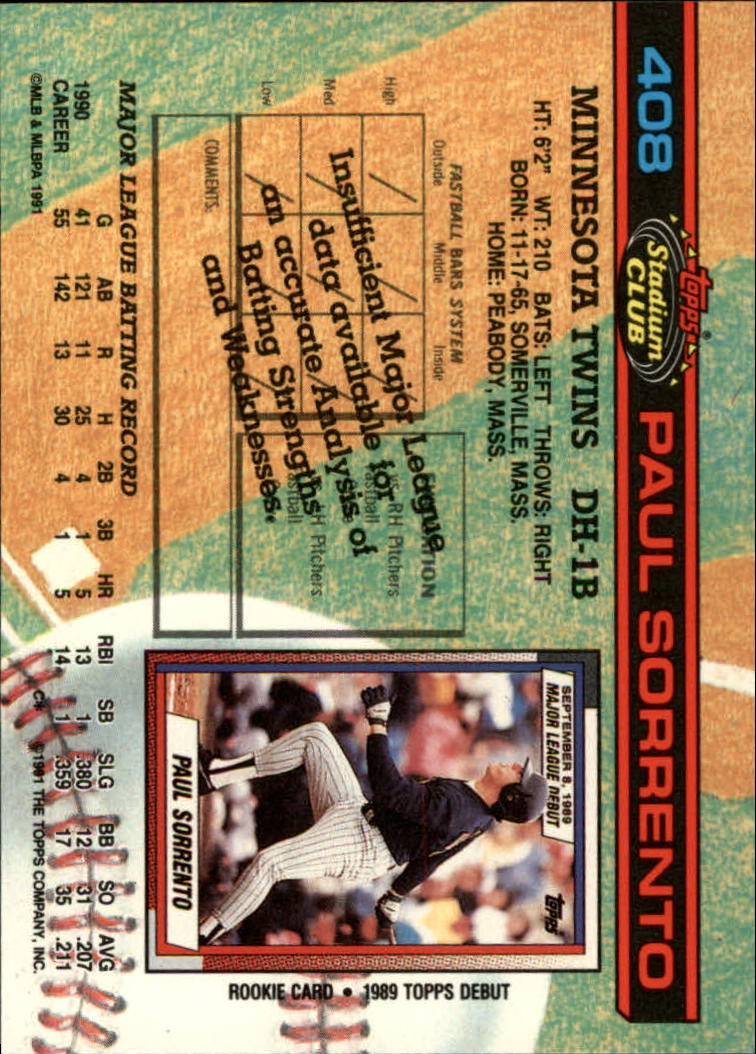 408 Topps® Stadium CLUB PAUL SORRENTO
MINNESOTA TWINS DH-1B
HT: 6'2" WT: 210 BATS: LEFT THROWS: RIGHT
BORN: 11-17-65, SOMERVILLE, MASS.
HOME: PEABODY, MASS.
FASTBALL BARS SYSTEM
Outside Middle Inside
High
Med
Low
RH Pitchers
LH Pitchers
Insufficient Major League
data available for
an accurate Analysis of
Batting Strengths
and Weaknesses.
COMMENTS:
SEPTEMBER 8, 1989
MAJOR LEAGUE DEBUT
Topps
PAUL SORRENTO
ROOKIE CARD • 1989 TOPPS DEBUT
MAJOR LEAGUE BATTING RECORD
G AB R H 2B 3B HR RBI SB SLG BB SO AVG
1990 41 121 11 25 4 1 5 13 1 .380 12 31 .207
CAREER 55 142 13 30 4 1 5 14 1 .359 17 35 .211
©MLB & MLBPA 1991 C* ©1991 THE TOPPS COMPANY, INC.